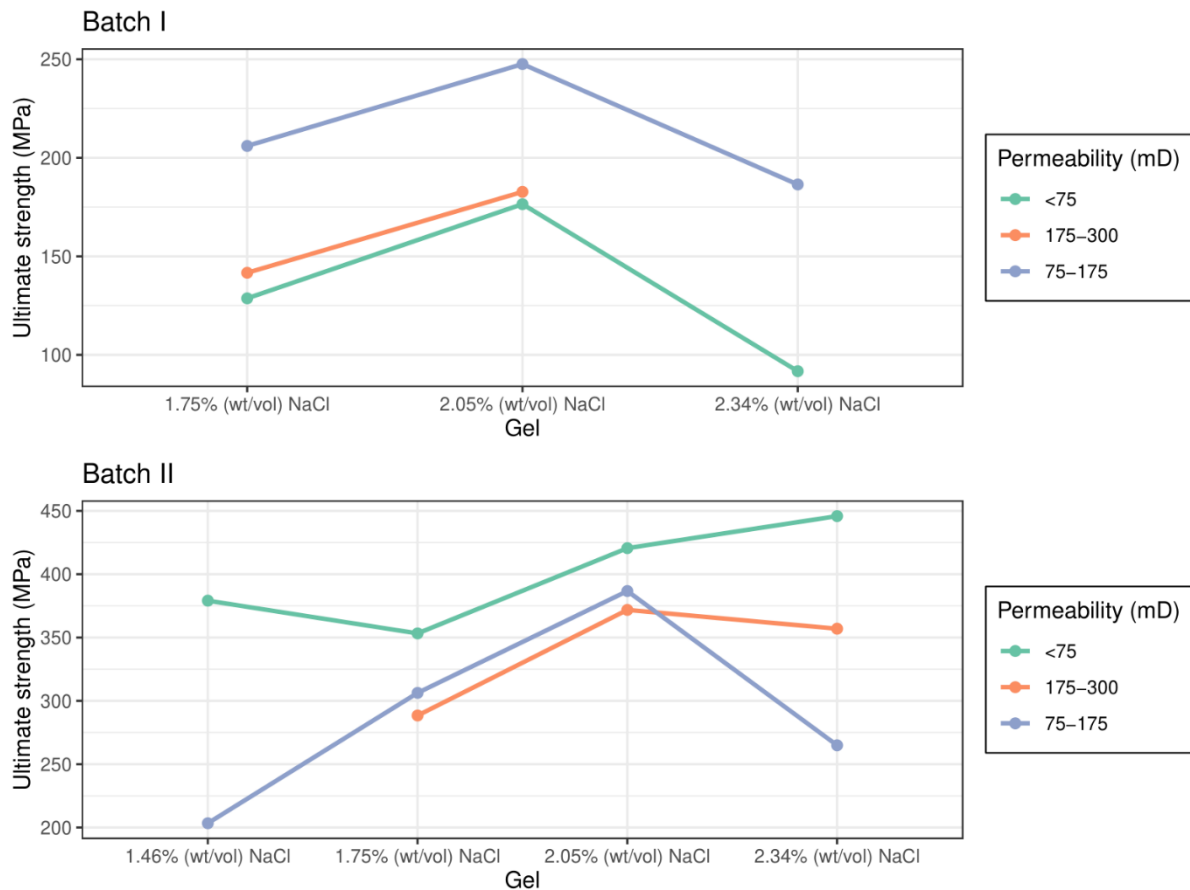 Batch I
Ultimate strength (MPa)
250
200
150
100
1.75% (wt/vol) NaCl
2.05% (wt/vol) NaCl
2.34% (wt/vol) NaCl
Gel
Permeability (mD)
<75
175−300
75−175
Batch II
Ultimate strength (MPa)
450
400
350
300
250
200
1.46% (wt/vol) NaCl
1.75% (wt/vol) NaCl
2.05% (wt/vol) NaCl
2.34% (wt/vol) NaCl
Gel
Permeability (mD)
<75
175−300
75−175